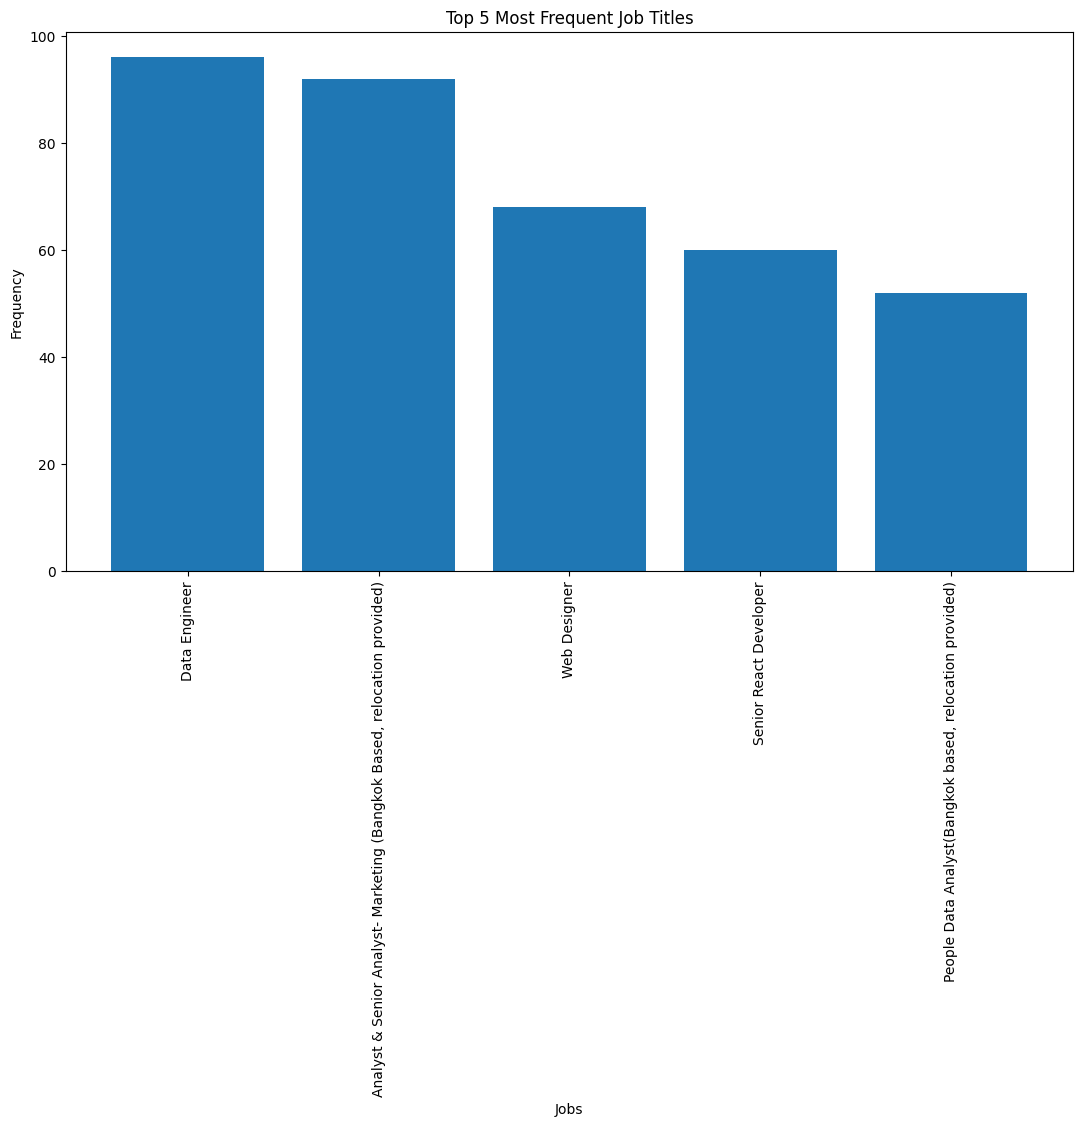 Top 5 Most Frequent Job Titles
100
80
60
40
20
0
Frequency
Data Engineer
Analyst & Senior Analyst- Marketing (Bangkok Based, relocation provided)
Web Designer
Senior React Developer
People Data Analyst(Bangkok based, relocation provided)
Jobs